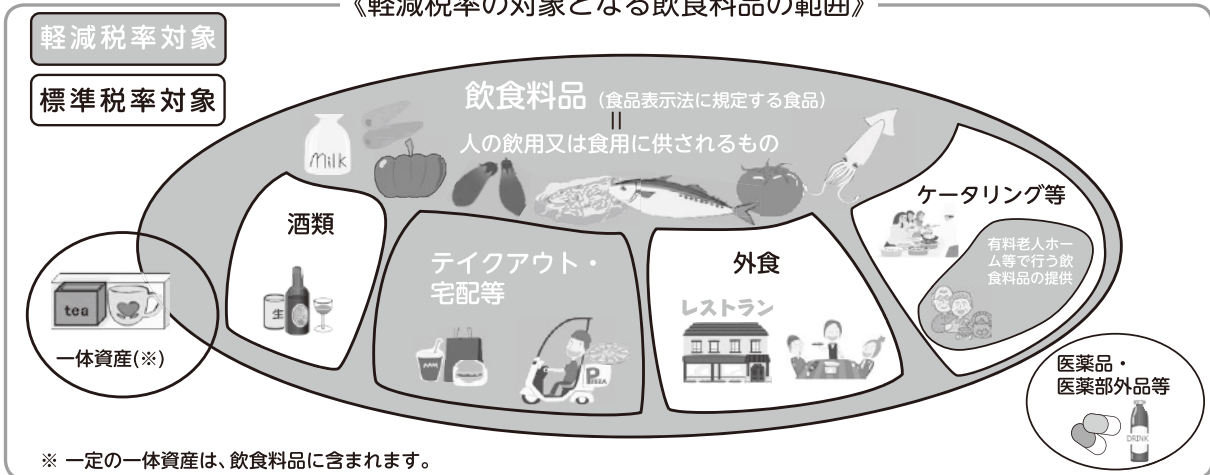 《軽減税率の対象となる飲食料品の範囲》
軽減税率対象
標準税率対象
飲食料品（食品表示法に規定する食品）
=
人の飲用又は食用に供されるもの
Milk
酒類
生
テイクアウト・
宅配等
PIZZA
外食
レストラン
ケータリング等
有料老人ホー
ム等で行う飲
食料品の提供
tea
一体資産(※)
医薬品・
医薬部外品等
DRINK
※ 一定の一体資産は、飲食料品に含まれます。